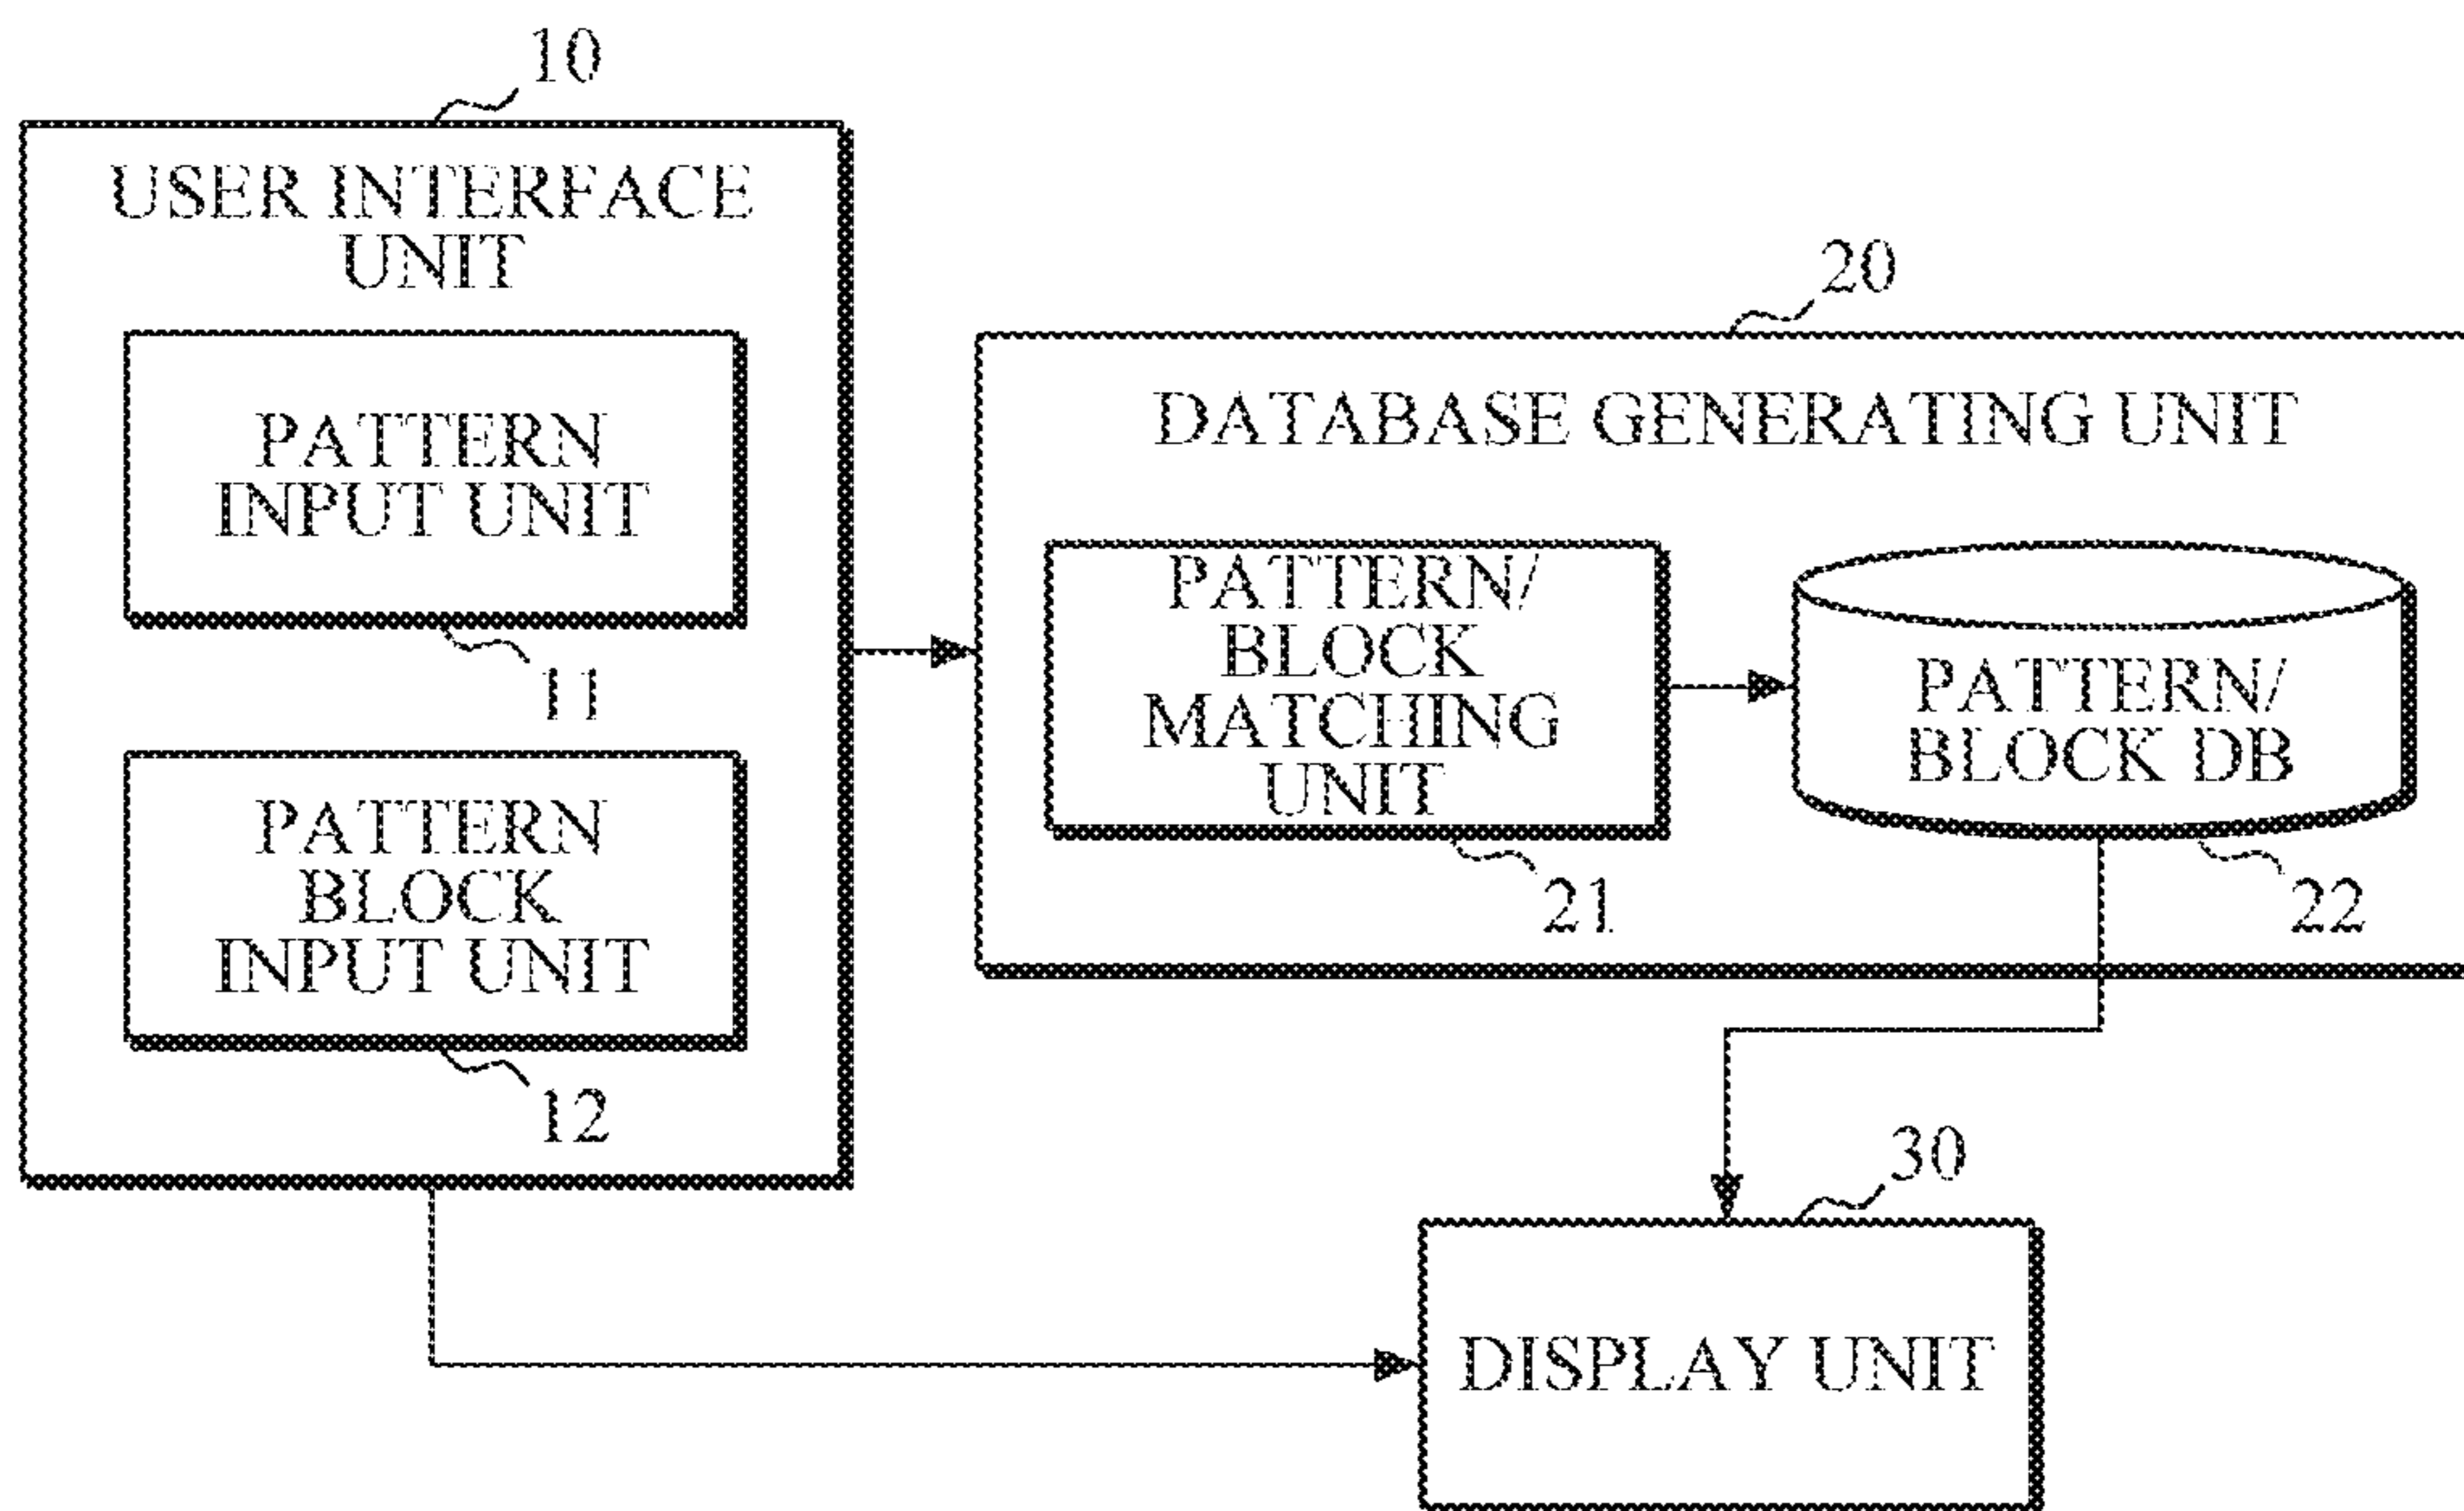 10
USER INTERFACE
UNIT
PATTERN
INPUT UNIT
11
PATTERN
BLOCK
INPUT UNIT
12
20
DATABASE GENERATING UNIT
PATTERN/
BLOCK
MATCHING
UNIT
21
PATTERN/
BLOCK DB
22
30
DISPLAY UNIT